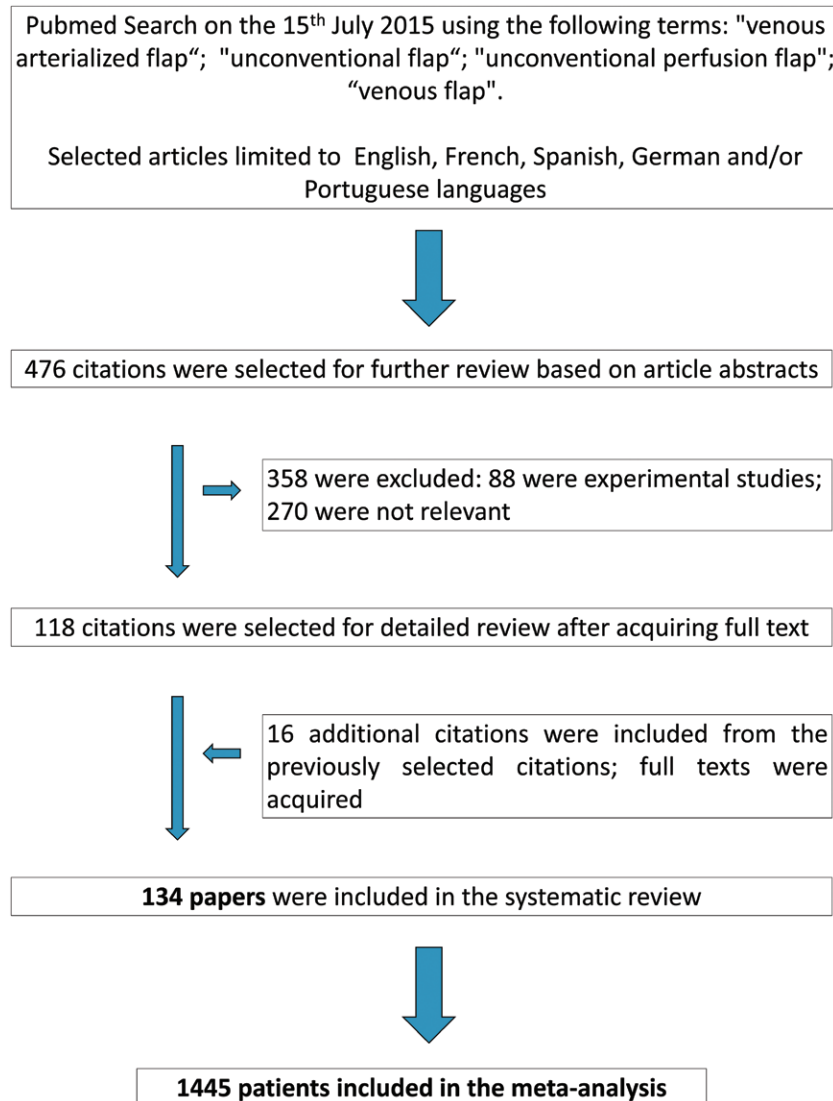 Pubmed Search on the 15th July 2015 using the following terms: "venous
arterialized flap“;  "unconventional flap“; "unconventional perfusion flap";
“venous flap".
Selected articles limited to  English, French, Spanish, German and/or
Portuguese languages
476 citations were selected for further review based on article abstracts
358 were excluded: 88 were experimental studies;
270 were not relevant
118 citations were selected for detailed review after acquiring full text
16 additional citations were included from the
previously selected citations; full texts were
acquired
134 papers were included in the systematic review
1445 patients included in the meta-analysis